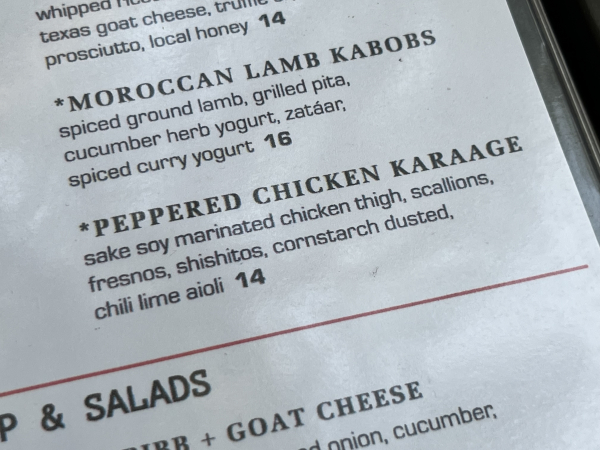 whipped
texas goat cheese, truffle
prosciutto, local honey 14
*MOROCCAN LAMB KABOBS
spiced ground lamb, grilled pita,
cucumber herb yogurt, zatáar,
spiced curry yogurt 16
*PEPPERED CHICKEN KARAAGE
sake soy marinated chicken thigh, scallions,
fresnos, shishitos, cornstarch dusted,
chili lime aioli 14
& SALADS
+ GOAT CHEESE
onion, cucumber,